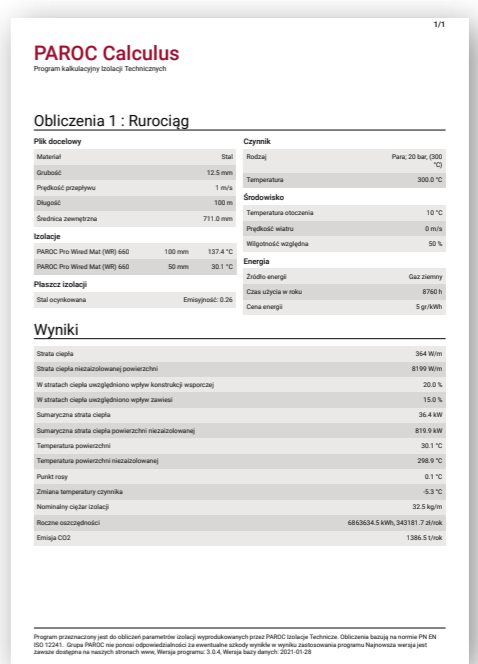 1/1
PAROC Calculus
Program kalkulacyjny Izolacji Technicznych
Obliczenia 1 : Rurociąg
Plik docelowy
Materiał Stal
Grubość 12.5 mm
Prędkość przepływu 1 m/s
Długość 100 m
Średnica zewnętrzna 711.0 mm
Izolacje
PAROC Pro Wired Mat (WR) 660 100 mm 137.4 °C
PAROC Pro Wired Mat (WR) 660 50 mm 30.1 °C
Płaszcz izolacji
Stal ocynkowana Emisyjność: 0.26
Czynnik
Rodzaj Para; 20 bar, (300
°C)
Temperatura 300.0 °C
Środowisko
Temperatura otoczenia 10 °C
Prędkość wiatru 0 m/s
Wilgotność względna 50 %
Energia
Źródło energii Gaz ziemny
Czas użycia w roku 8760 h
Cena energii 5 gr/kWh
Wyniki
Strata ciepła 364 W/m
Strata ciepła niezaizolowanej powierzchni 8199 W/m
W stratach ciepła uwzględniono wpływ konstrukcji wsporczej 20.0 %
W stratach ciepła uwzględniono wpływ zawiesi 15.0 %
Sumaryczna strata ciepła 36.4 kW
Sumaryczna strata ciepła powierzchni niezaizolowanej 819.9 kW
Temperatura powierzchni 30.1 °C
Temperatura powierzchni niezaizolowanej 298.9 °C
Punkt rosy 0.1 °C
Zmiana temperatury czynnika -5.3 °C
Nominalny ciężar izolacji 32.5 kg/m
Roczne oszczędności 6863634.5 kWh, 343181.7 zł/rok
Emisja CO2 1386.5 t/rok
Program przeznaczony jest do obliczeń parametrów izolacji wyprodukowanych przez PAROC Izolacje Technicze. Obliczenia bazują na normie PN EN
ISO 12241. Grupa PAROC nie ponosi odpowiedzialności za ewentualne szkody wynikłe w wyniku zastosowania programu Najnowsza wersja jest
zawsze dostępna na naszych stronach www, Wersja programu: 3.0.4, Wersja bazy danych: 2021-01-28